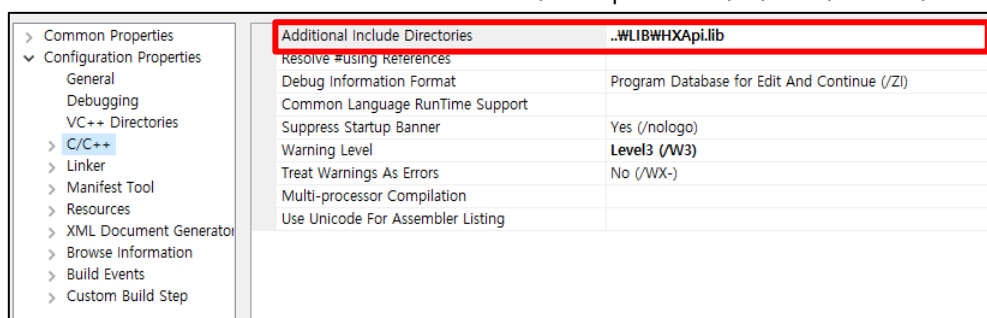 Common Properties
Configuration Properties
General
Debugging
VC++ Directories
C/C++
Linker
Manifest Tool
Resources
XML Document Generator
Browse Information
Build Events
Custom Build Step
Additional Include Directories ..₩LIB₩HXApi.lib
Resolve #using References
Debug Information Format Program Database for Edit And Continue (/ZI)
Common Language RunTime Support
Suppress Startup Banner Yes (/nologo)
Warning Level Level3 (/W3)
Treat Warnings As Errors No (/WX-)
Multi-processor Compilation
Use Unicode For Assembler Listing